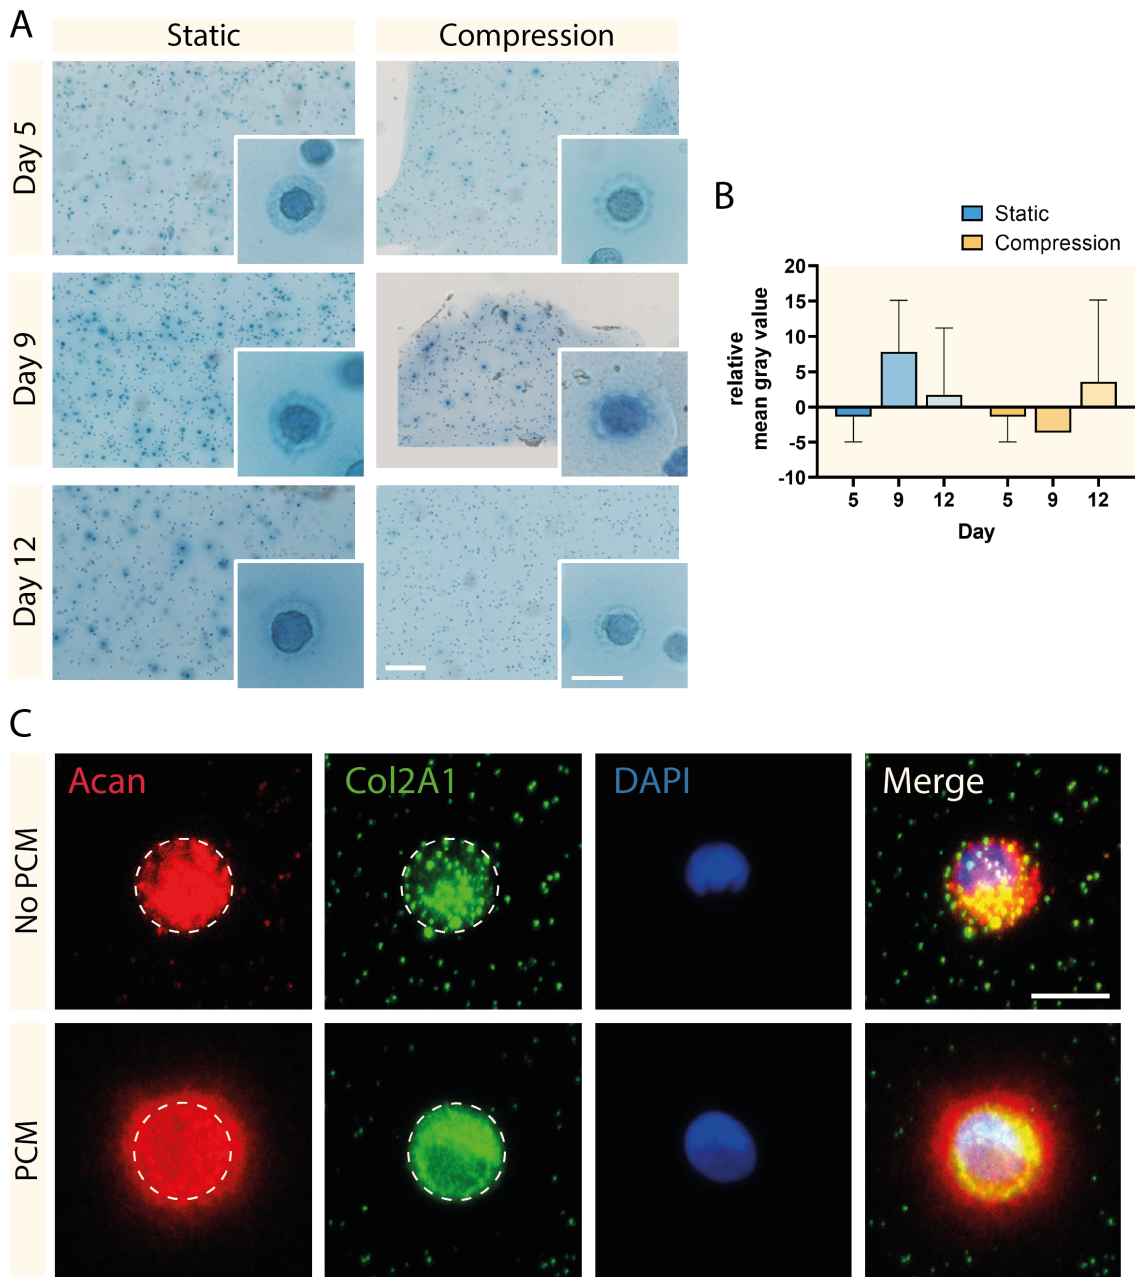 A
Static
Compression
Day 5
Day 9
Day 12
B
Static
Compression
relative
mean gray value
20
15
10
5
0
-5
-10
5 9 12 5 9 12
Day
C
Acan Col2A1 DAPI Merge
No PCM
PCM